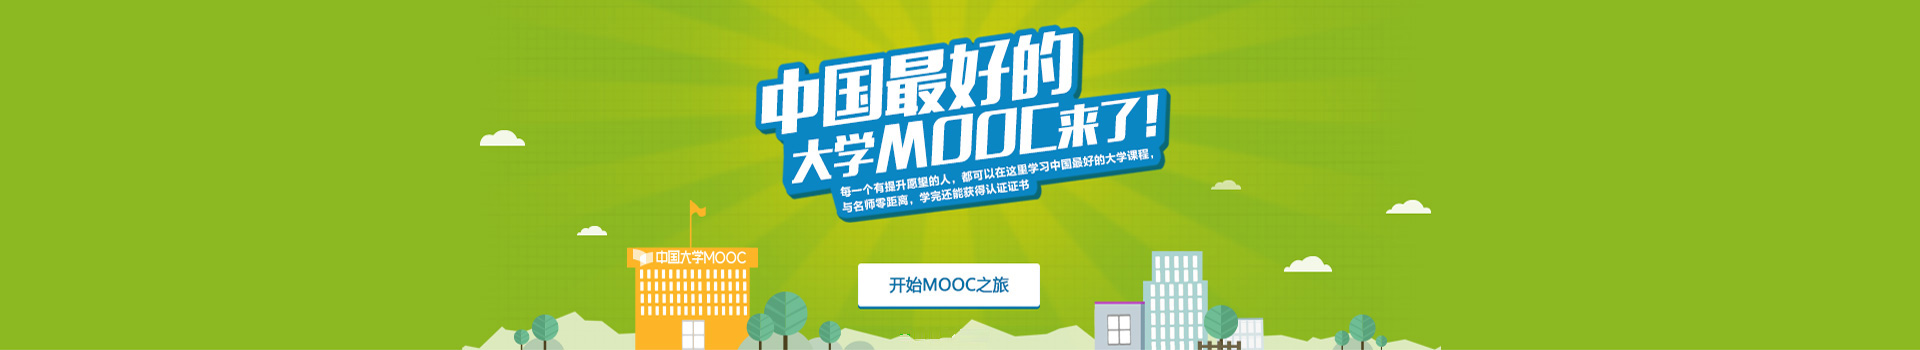 中国最好的
大学MOOC来了!
每一个有提升愿望的人，都可以在这里学习中国最好的大学课程，
与名师零距离，学完还能获得认证证书
中国大学MOOC
开始MOOC之旅